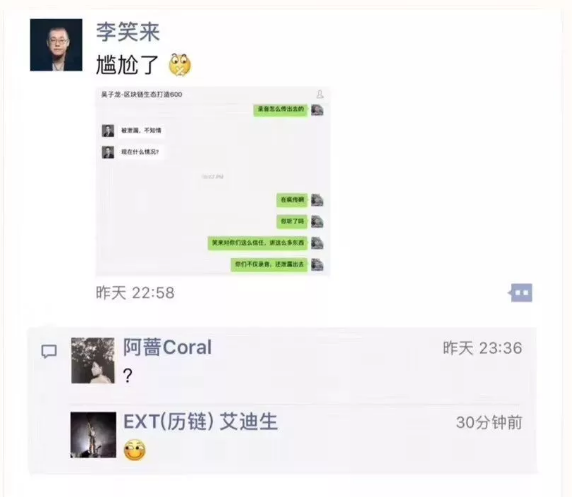 李笑来
尴尬了
吴子龙-区块链生态打造600
录音怎么传出去的
被泄漏，不知情
现在什么情况?
在疯传啊
你听了吗
笑来对你们这么信任，讲这么多东西
你们不仅录音，还泄漏出去
昨天 22:58
阿蔷Coral
昨天 23:36
?
EXT(历链) 艾迪生
30分钟前